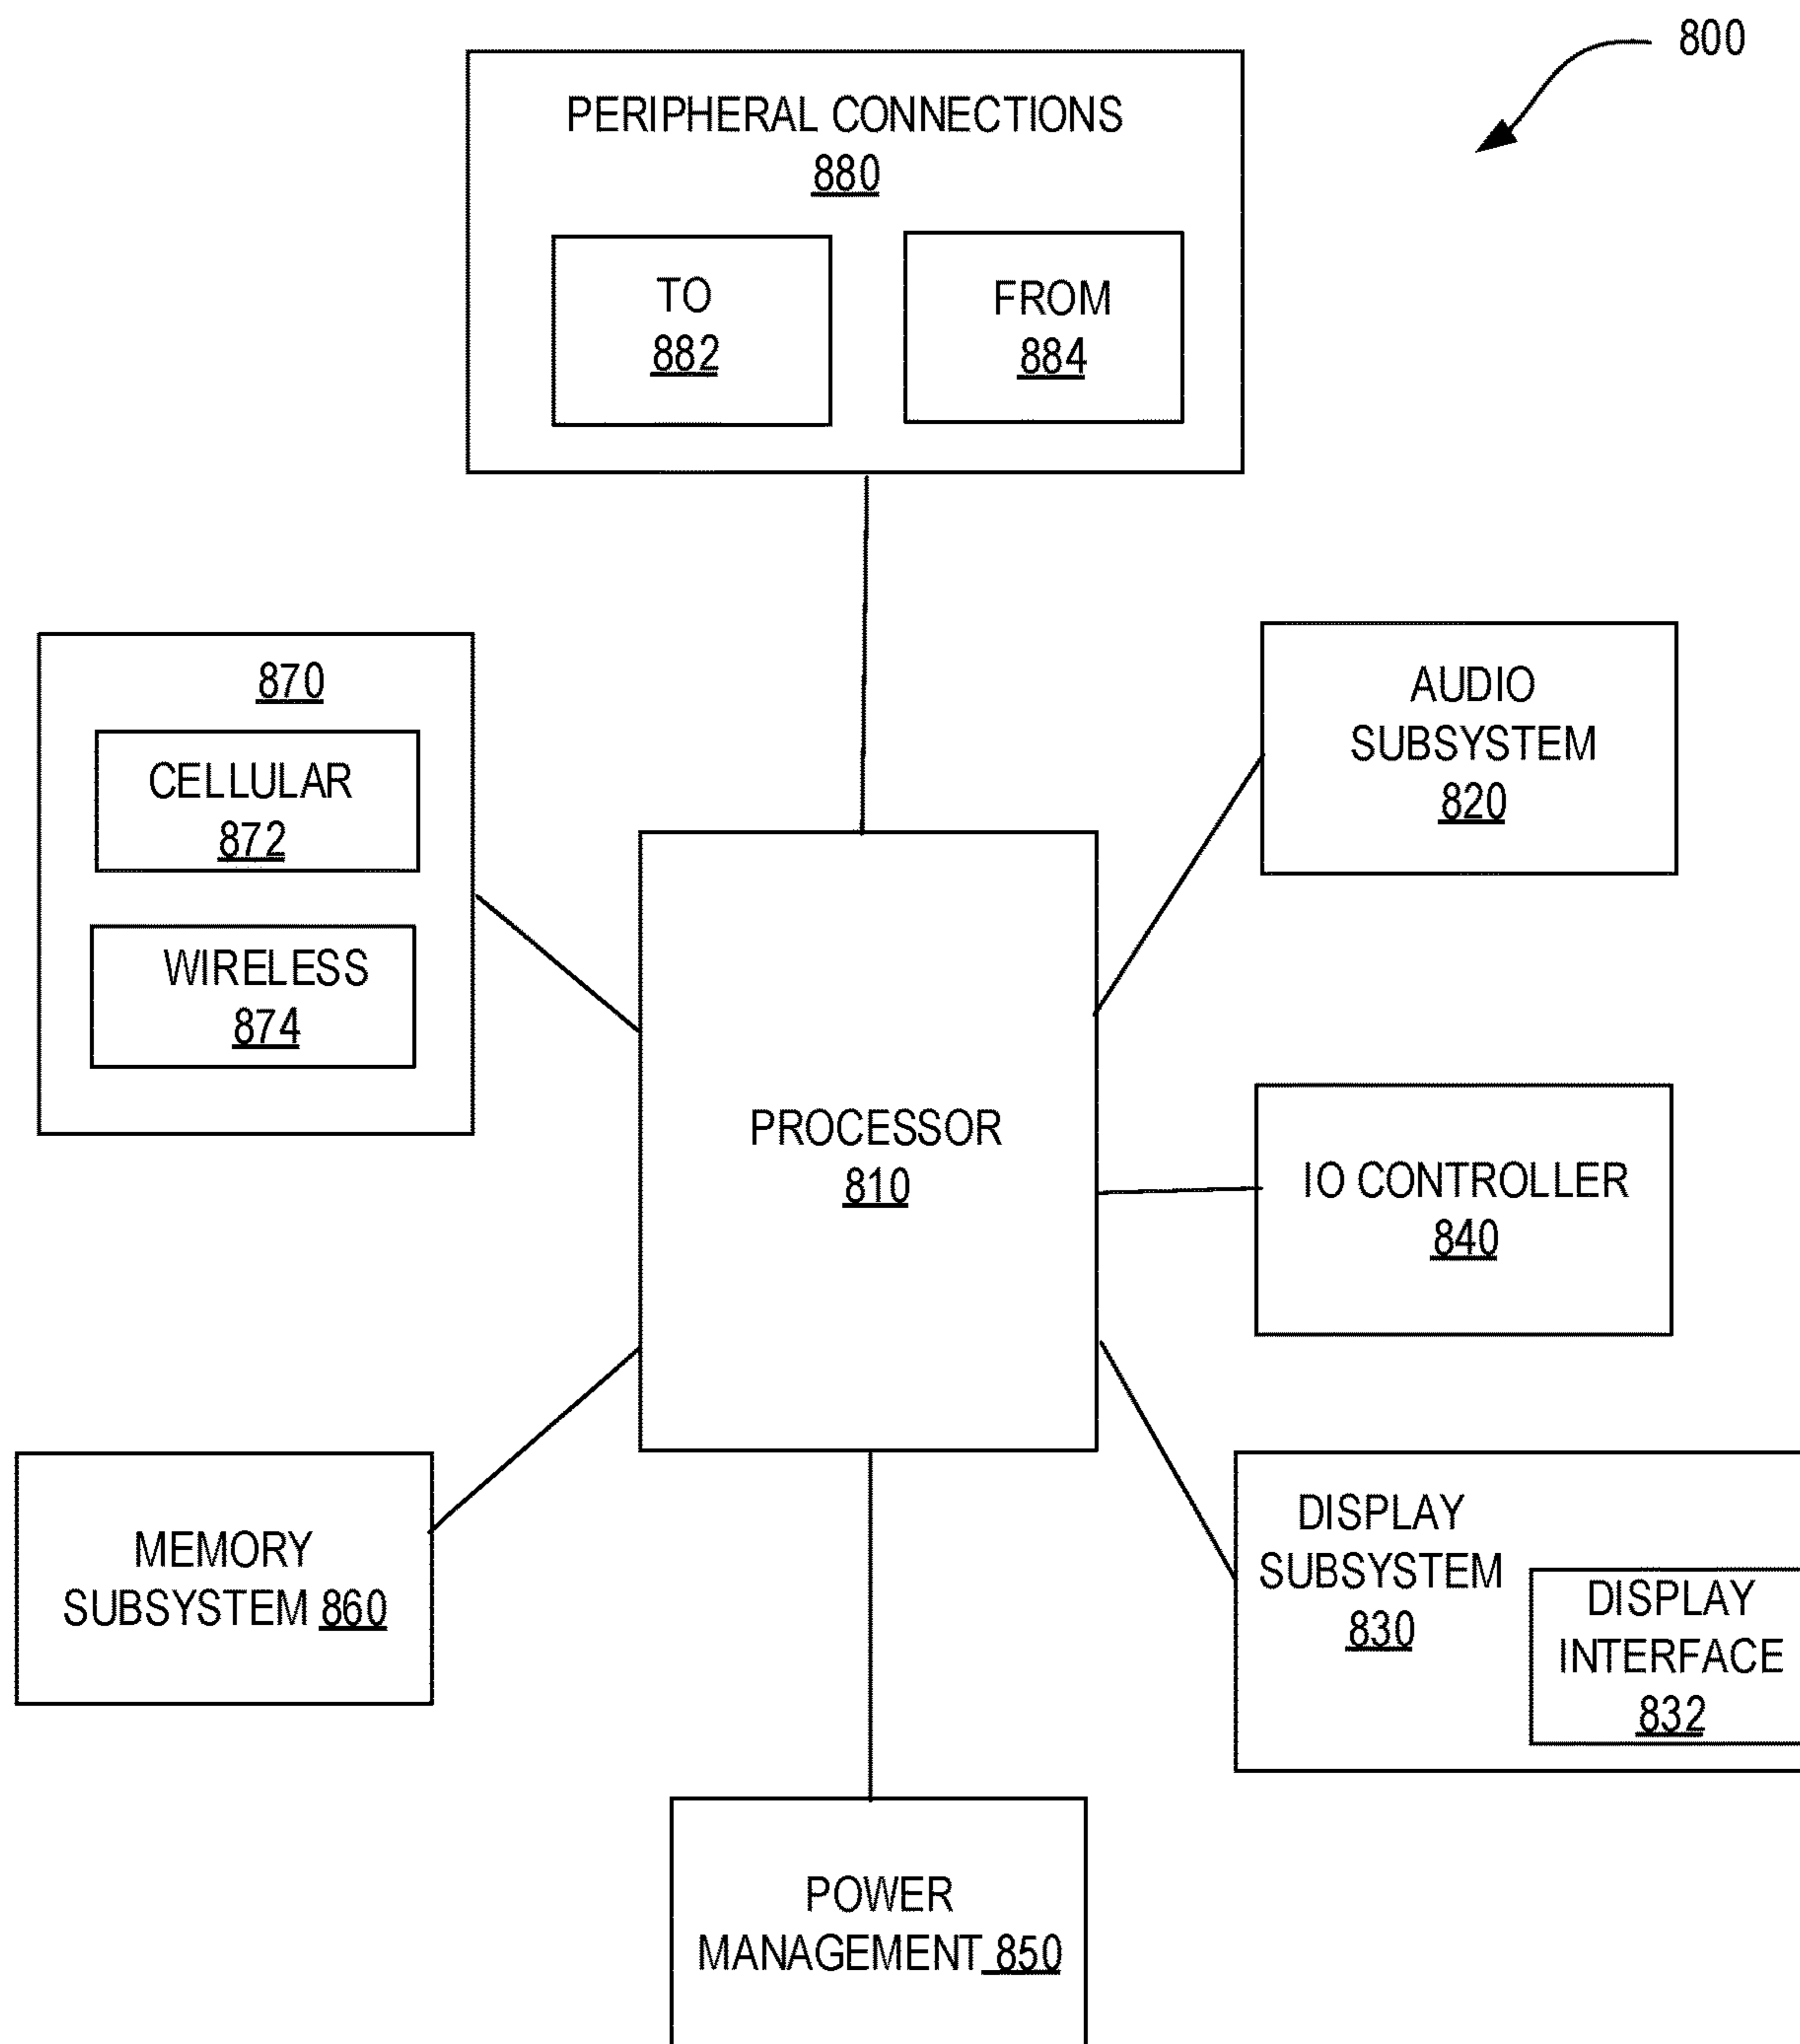 800
PERIPHERAL CONNECTIONS
880
TO
882
FROM
884
870
CELLULAR
872
WIRELESS
874
AUDIO
SUBSYSTEM
820
PROCESSOR
810
IO CONTROLLER
840
MEMORY
SUBSYSTEM 860
DISPLAY
SUBSYSTEM
830
DISPLAY
INTERFACE
832
POWER
MANAGEMENT 850